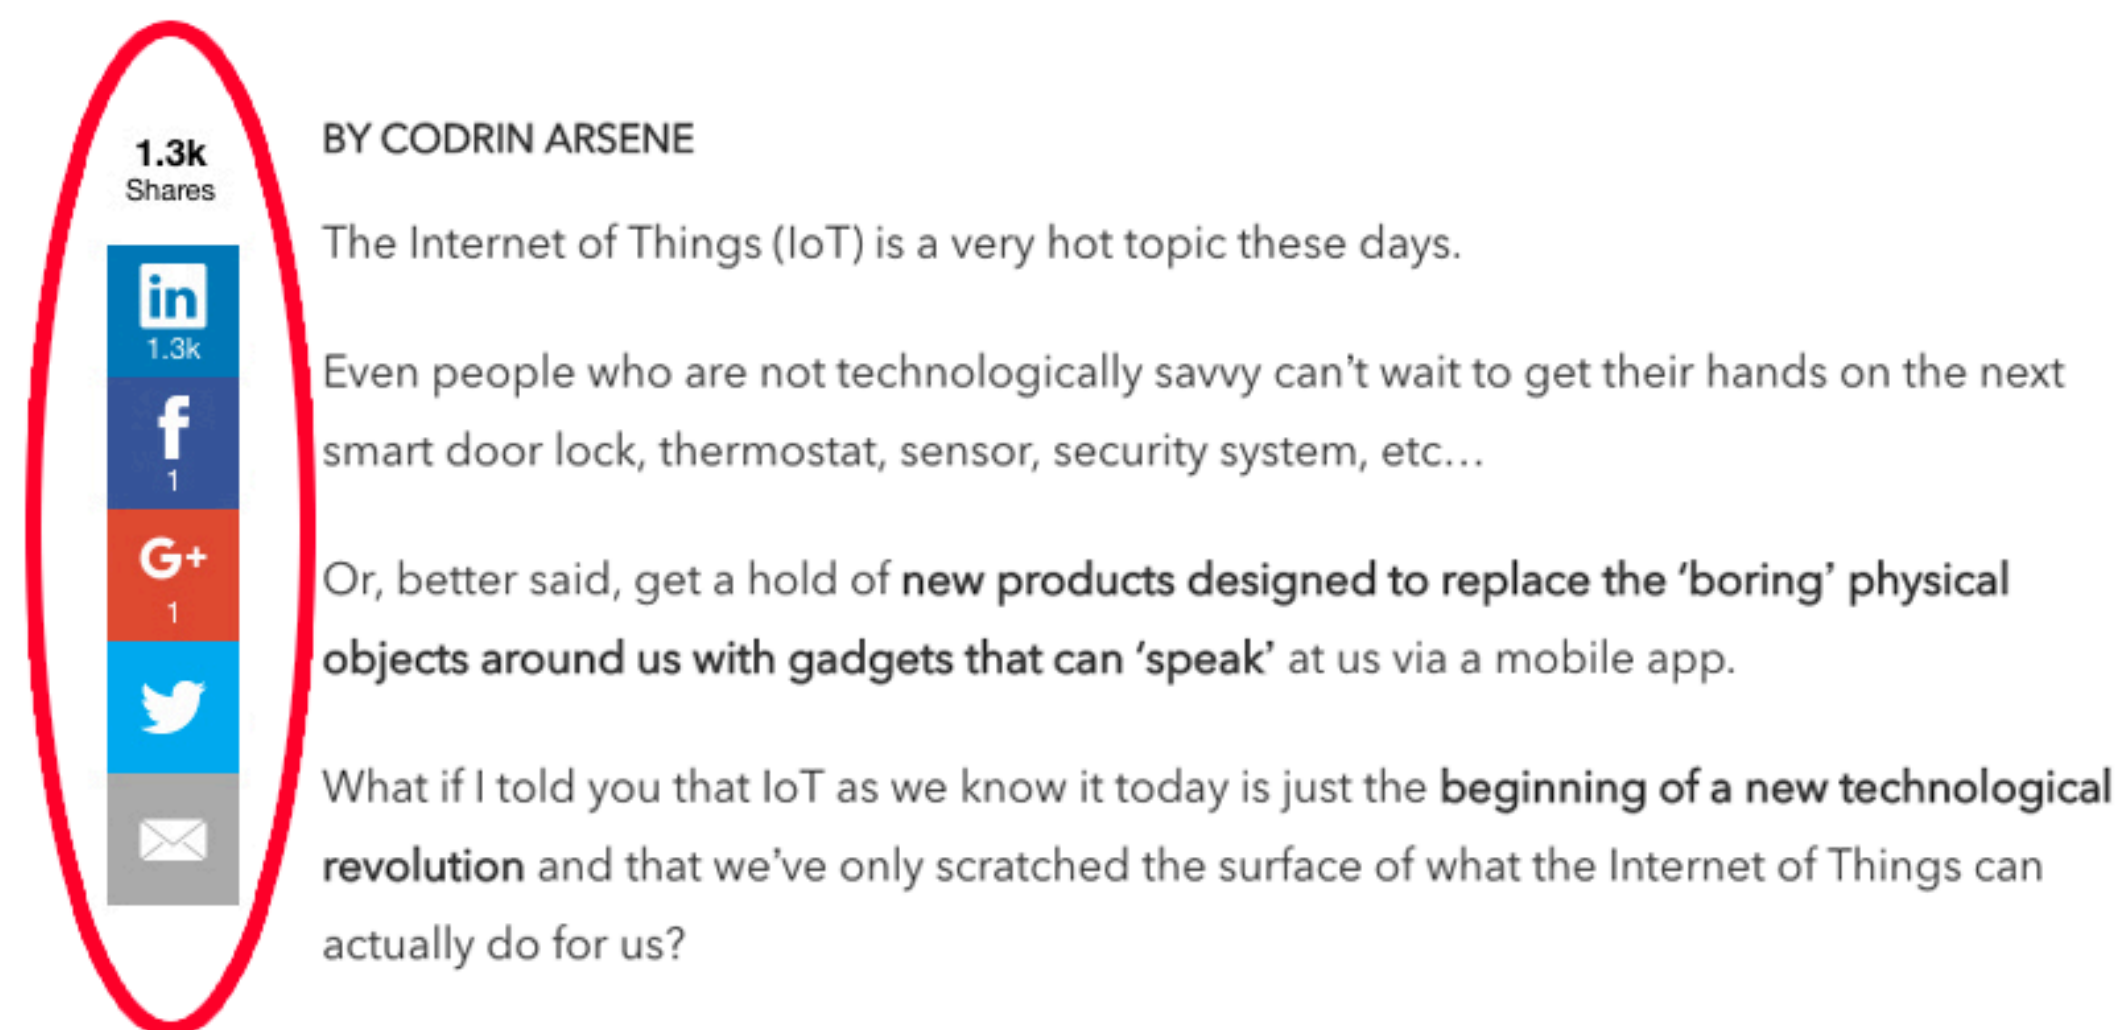 1.3k
Shares
in
1.3k
f
1
G+
1
BY CODRIN ARSENE
The Internet of Things (IoT) is a very hot topic these days.
Even people who are not technologically savvy can’t wait to get their hands on the next
smart door lock, thermostat, sensor, security system, etc…
Or, better said, get a hold of new products designed to replace the ‘boring’ physical
objects around us with gadgets that can ‘speak’ at us via a mobile app.
What if I told you that IoT as we know it today is just the beginning of a new technological
revolution and that we’ve only scratched the surface of what the Internet of Things can
actually do for us?